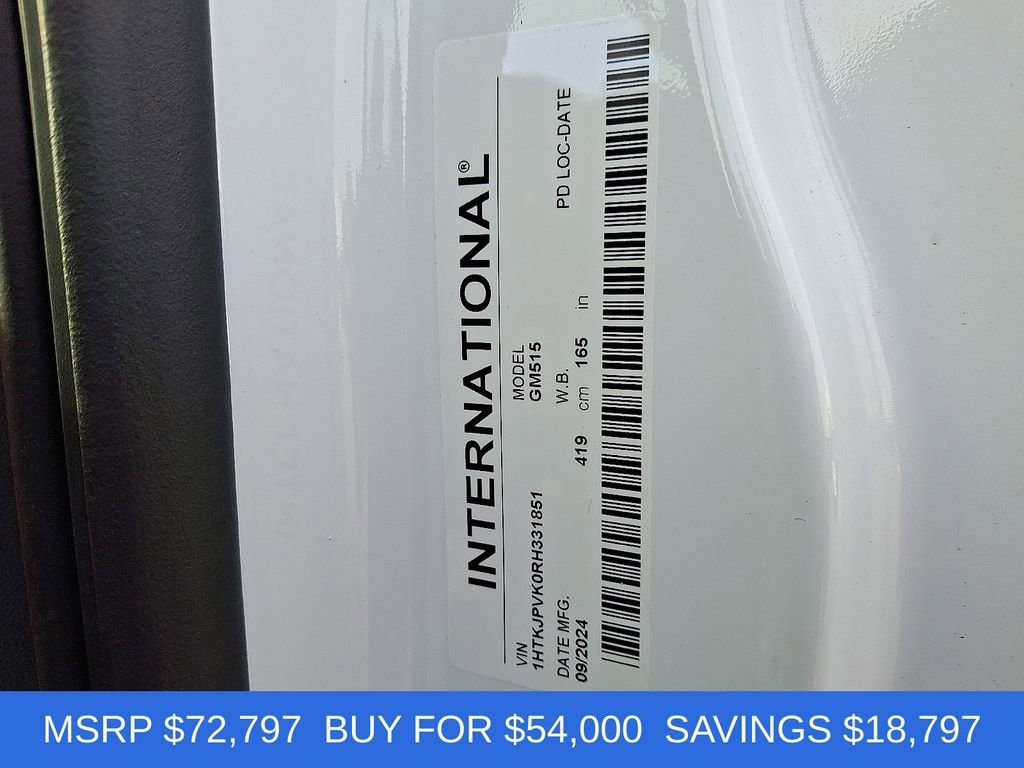 INTERNATIONAL®
VIN
1HTKJPVK0RH331851
MODEL
GM515
DATE MFG.
09/2024
W.B.
419 cm 165 in
PD LOC-DATE
MSRP $72,797 BUY FOR $54,000 SAVINGS $18,797